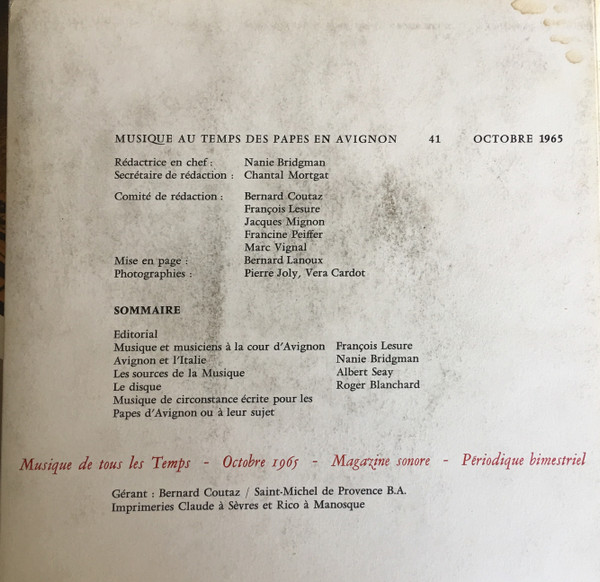 MUSIQUE AU TEMPS DES PAPES EN AVIGNON 41 OCTOBRE 1965
Rédactrice en chef : Nanie Bridgman
Secrétaire de rédaction : Chantal Mortgat
Comité de rédaction : Bernard Coutaz
François Lesure
Jacques Mignon
Francine Peiffer
Marc Vignal
Mise en page : Bernard Lanoux
Photographies : Pierre Joly, Vera Cardot
SOMMAIRE
Editorial
Musique et musiciens à la cour d'Avignon François Lesure
Avignon et l'Italie Nanie Bridgman
Les sources de la Musique Albert Seay
Le disque Roger Blanchard
Musique de circonstance écrite pour les
Papes d'Avignon ou à leur sujet
Musique de tous les Temps - Octobre 1965 - Magazine sonore - Périodique bimestriel
Gérant : Bernard Coutaz / Saint-Michel de Provence B.A.
Imprimeries Claude à Sèvres et Rico à Manosque